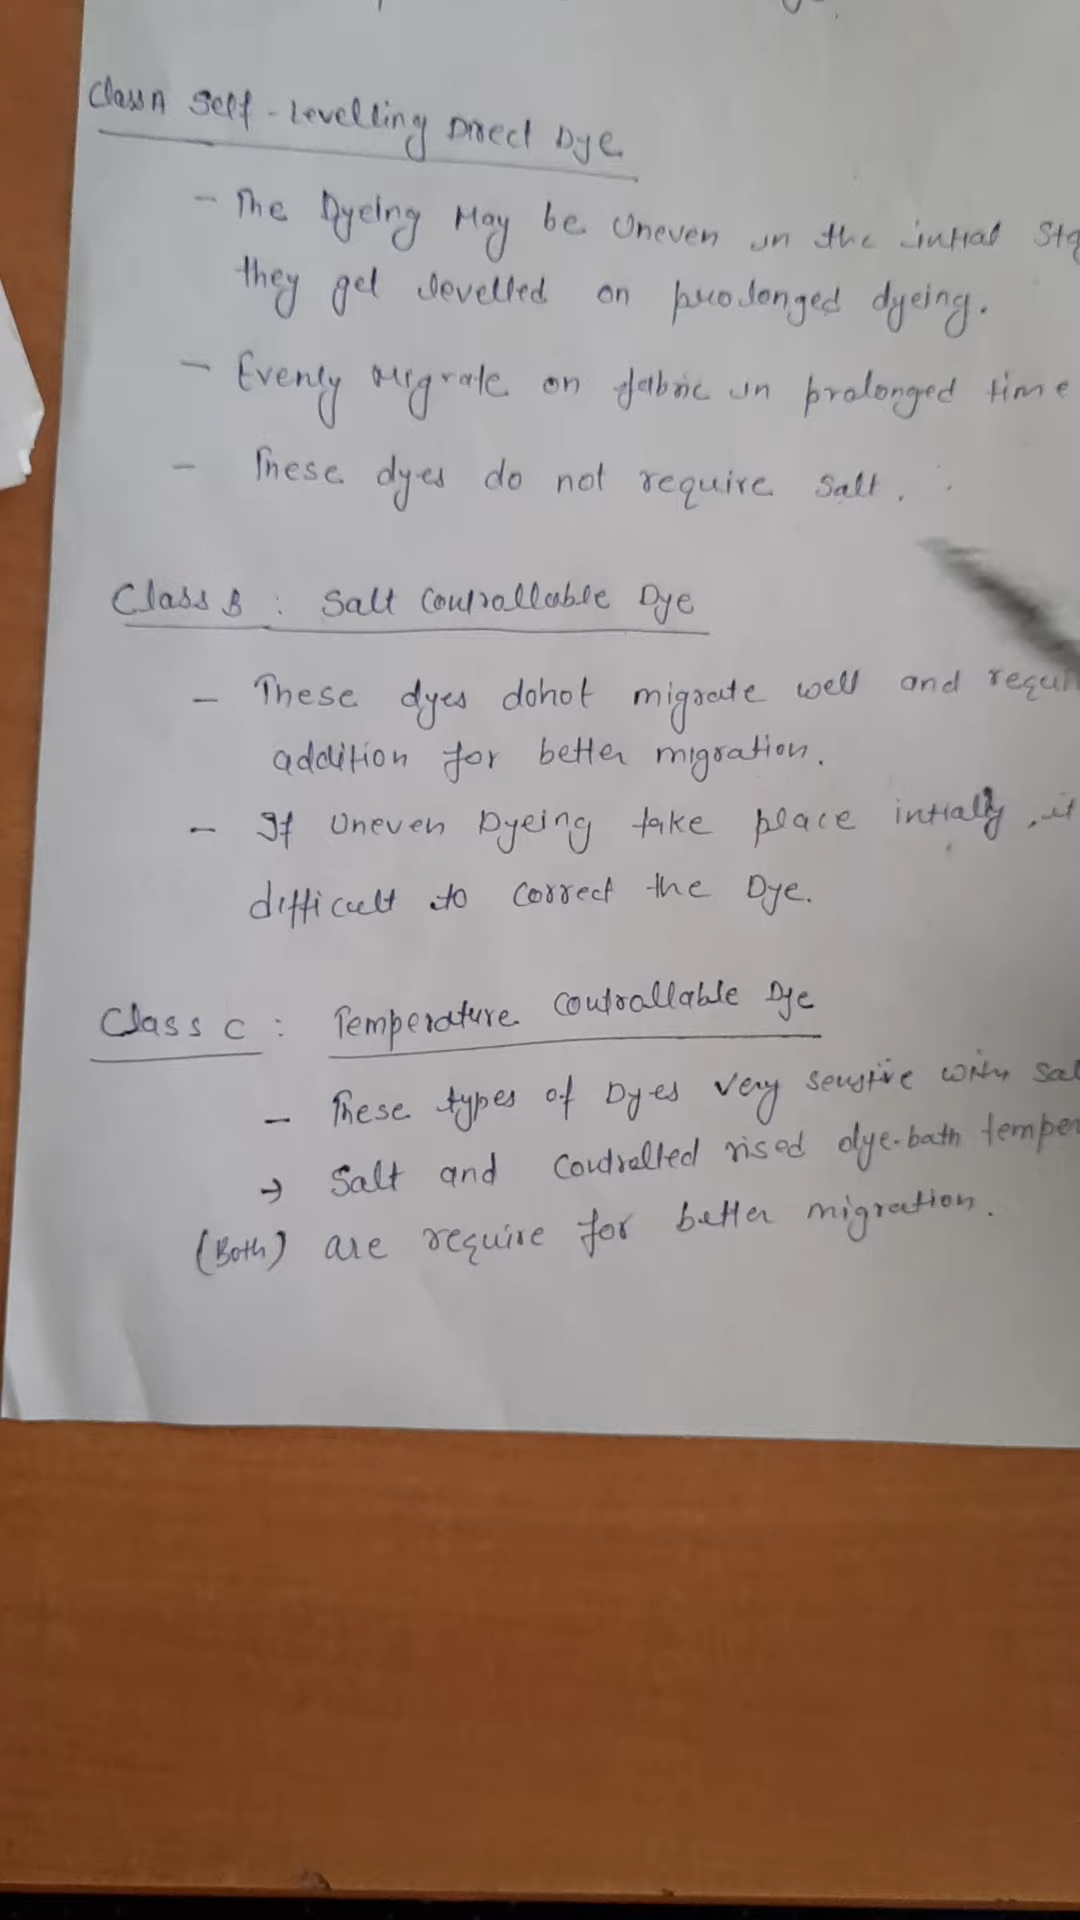 Class A Self-Levelling Direct Dye
- The Dyeing May be Uneven in the intial
they get levelled on prolonged dyeing.
- Evenly Migrate on fabric in prolonged time
- These dyes do not require salt.
Class B : Salt Controllable Dye
- These dyes donot migrate well and
addition for better migration.
- If Uneven Dyeing take place intially, it
difficult to correct the Dye.
Class C : Temperature Controllable Dye
- These types of Dyes very senstive with
→ Salt and Controlled rised dye-bath
(Both) are require for better migration.